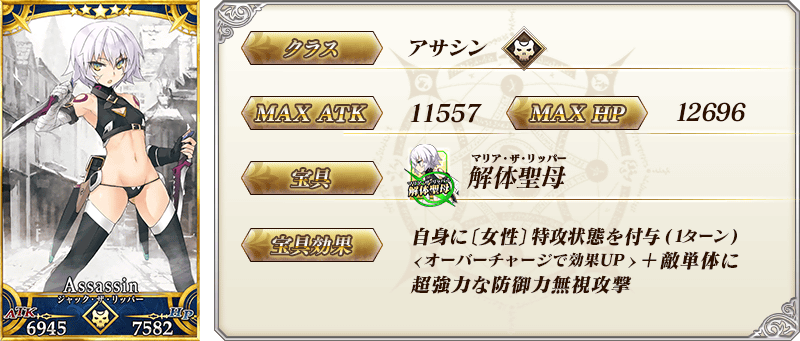 Assassin
ジャック・ザ・リッパー
ATK
HP
6945
7582
クラス
アサシン
MAX ATK
11557
MAX HP
12696
宝具
マリア・ザ・リッパー
解体聖母
解体聖母
宝具効果
自身に〔女性〕特攻状態を付与(1ターン)
<オーバーチャージで効果UP>+敵単体に
超強力な防御力無視攻撃